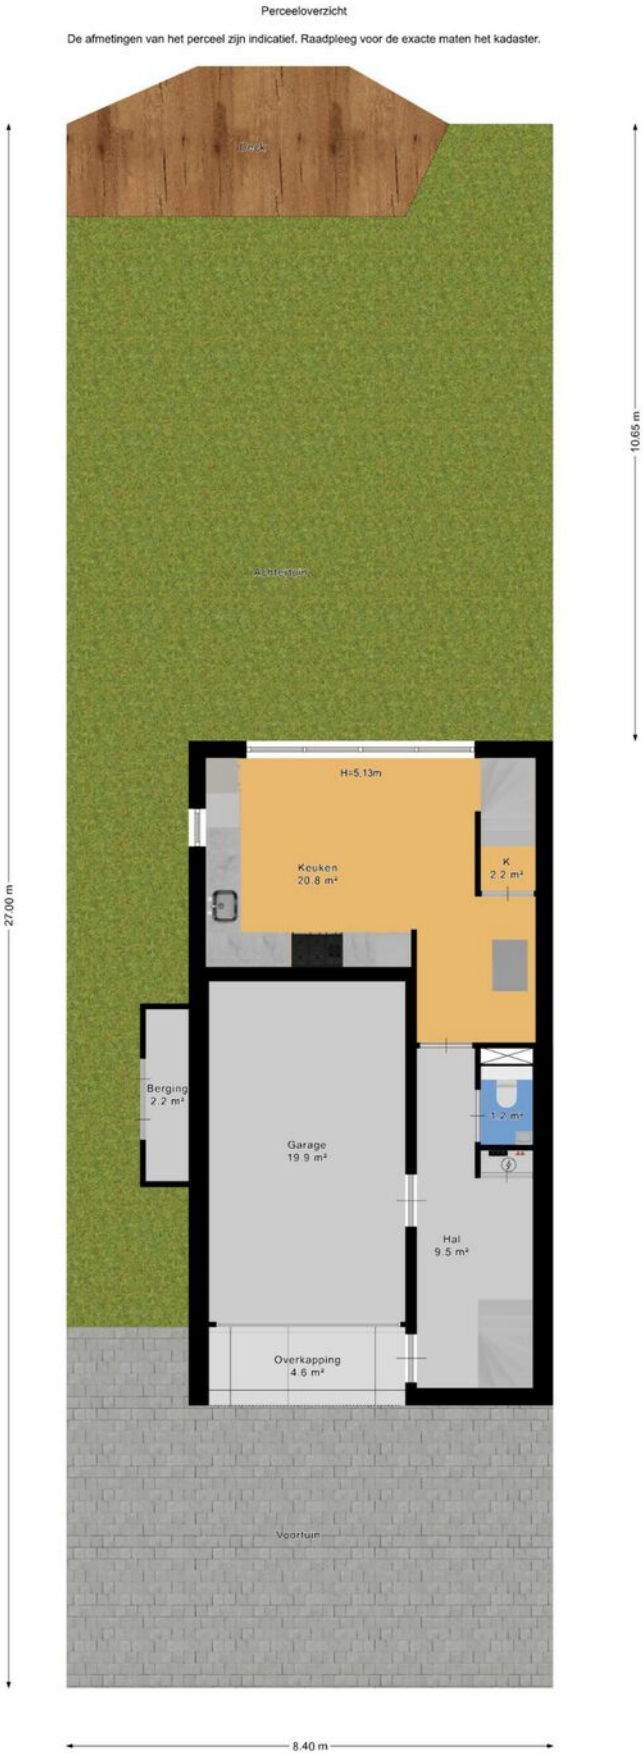 Perceeloverzicht
De afmetingen van het perceel zijn indicatief. Raadpleeg voor de exacte maten het kadaster.
Deck
10.65 m
Achtertuin
H=5,13m
Keuken
20.8 m²
K
2.2 m²
27.00 m
Berging
2.2 m²
1.2 m²
Garage
19.9 m²
Hal
9.5 m²
Overkapping
4.6 m²
Voortuin
8.40 m